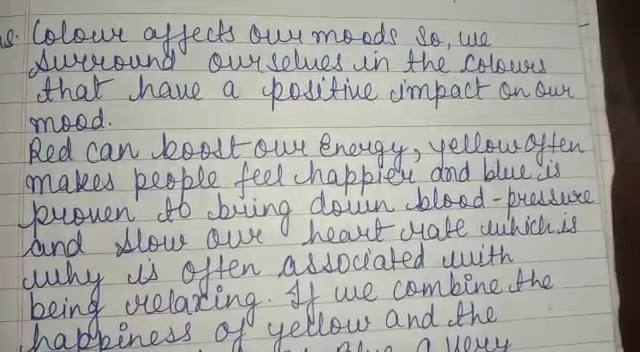 Colour affects our moods so, we
surround ourselves in the colours
that have a positive impact on our
mood.
Red can boost our energy, yellow often
makes people feel happier and blue is
proven to bring down blood-pressure
and slow our heart rate which is
why is often associated with
being relaxing. If we combine the
happiness of yellow and the
Blue a very